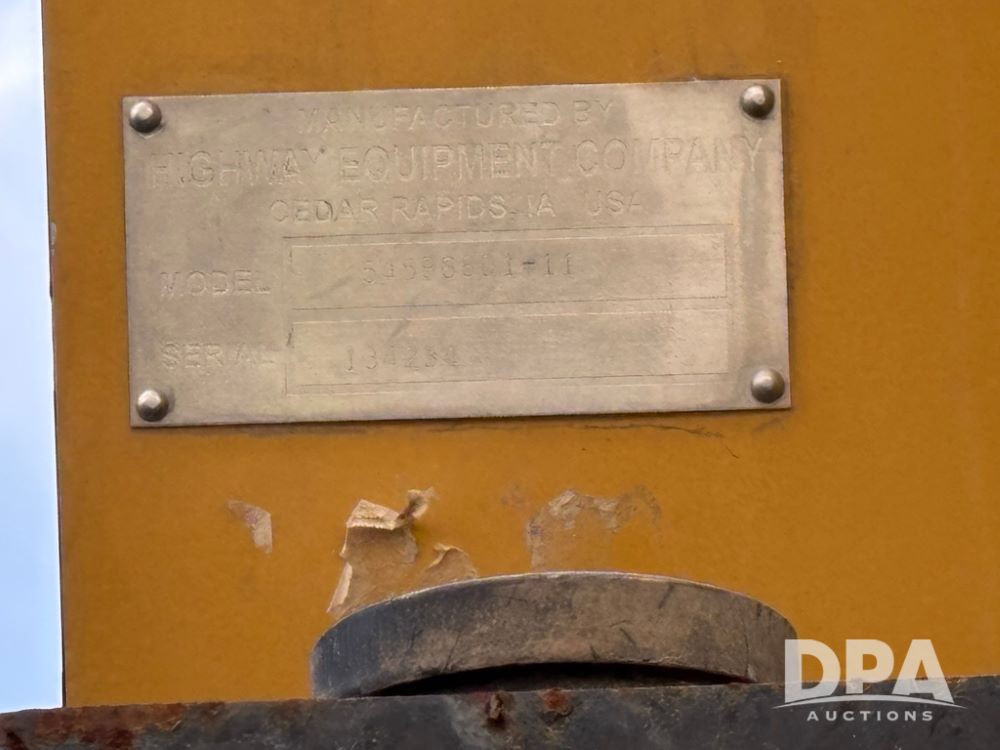 MANUFACTURED BY
HIGHWAY EQUIPMENT COMPANY
CEDAR RAPIDS, IA USA
MODEL
SERIAL
DPA
AUCTIONS